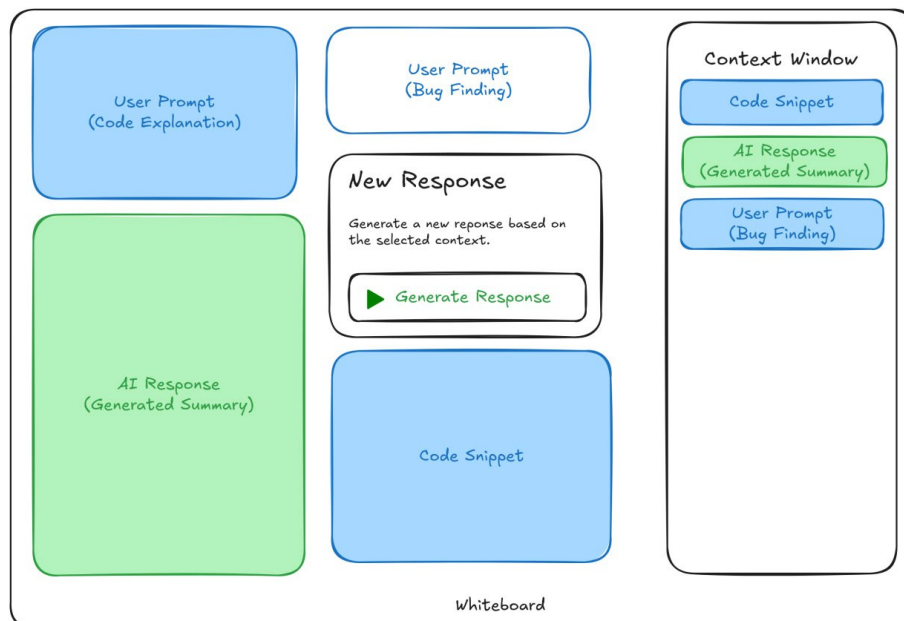 User Prompt
(Code Explanation)
AI Response
(Generated Summary)
User Prompt
(Bug Finding)
New Response
Generate a new reponse based on
the selected context.
Generate Response
Code Snippet
Context Window
Code Snippet
AI Response
(Generated Summary)
User Prompt
(Bug Finding)
Whiteboard